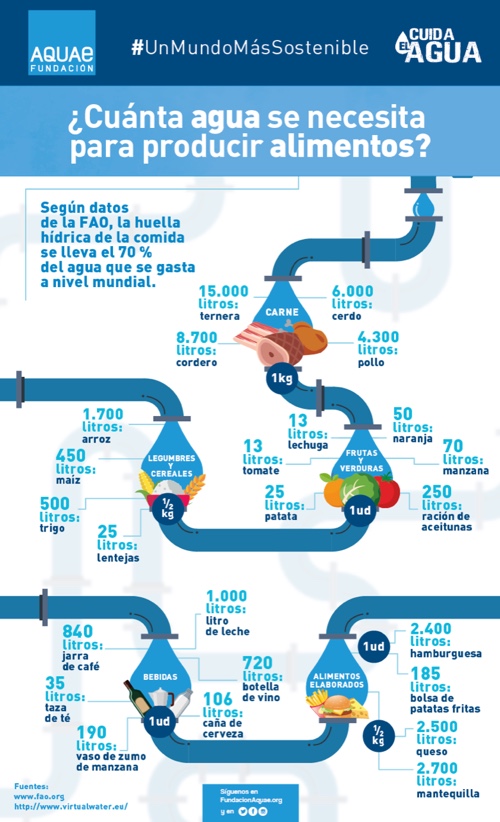 AQUAE
FUNDACIÓN
#UnMundoMásSostenible
CUIDA
EL
AGUA
¿Cuánta agua se necesita
para producir alimentos?
Según datos
de la FAO, la huella
hídrica de la comida
se lleva el 70 %
del agua que se gasta
a nivel mundial.
CARNE
15.000
litros:
ternera
6.000
litros:
cerdo
8.700
litros:
cordero
4.300
litros:
pollo
1kg
LEGUMBRES
Y
CEREALES
1.700
litros:
arroz
450
litros:
maíz
500
litros:
trigo
25
litros:
lentejas
½
kg
FRUTAS
Y
VERDURAS
13
litros:
lechuga
50
litros:
naranja
13
litros:
tomate
70
litros:
manzana
25
litros:
patata
250
litros:
ración de
aceitunas
1ud
BEBIDAS
1.000
litros:
litro
de leche
840
litros:
jarra
de café
720
litros:
botella
de vino
35
litros:
taza
de té
106
litros:
caña de
cerveza
190
litros:
vaso de zumo
de manzana
1ud
ALIMENTOS
ELABORADOS
1ud
2.400
litros:
hamburguesa
185
litros:
bolsa de
patatas fritas
½
kg
2.500
litros:
queso
2.700
litros:
mantequilla
Fuentes:
www.fao.org
http://www.virtualwater.eu/
Síguenos en
FundacionAquae.org
y en